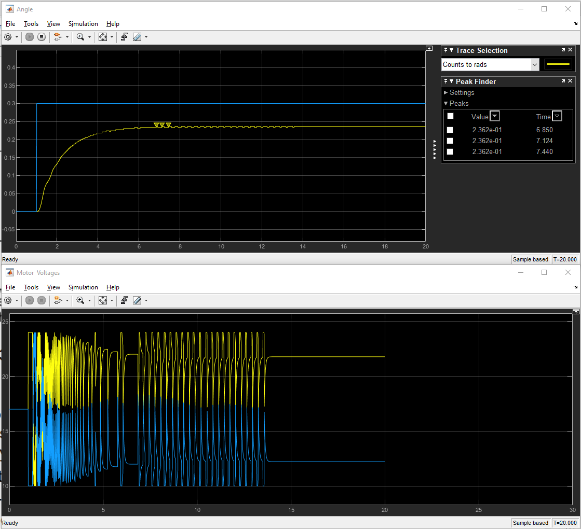 Angle
File Tools View Simulation Help
Trace Selection
Counts to rads
Peak Finder
Settings
Peaks
Value Time
2.362e-01 6.850
2.362e-01 7.124
2.362e-01 7.440
0.4
0.35
0.3
0.25
0.2
0.15
0.1
0.05
0
-0.05
0 2 4 6 8 10 12 14 16 18 20
Ready Sample based T=20.000
Motor Voltages
File Tools View Simulation Help
25
20
15
10
0 5 10 15 20 25 30
Ready Sample based T=20.000